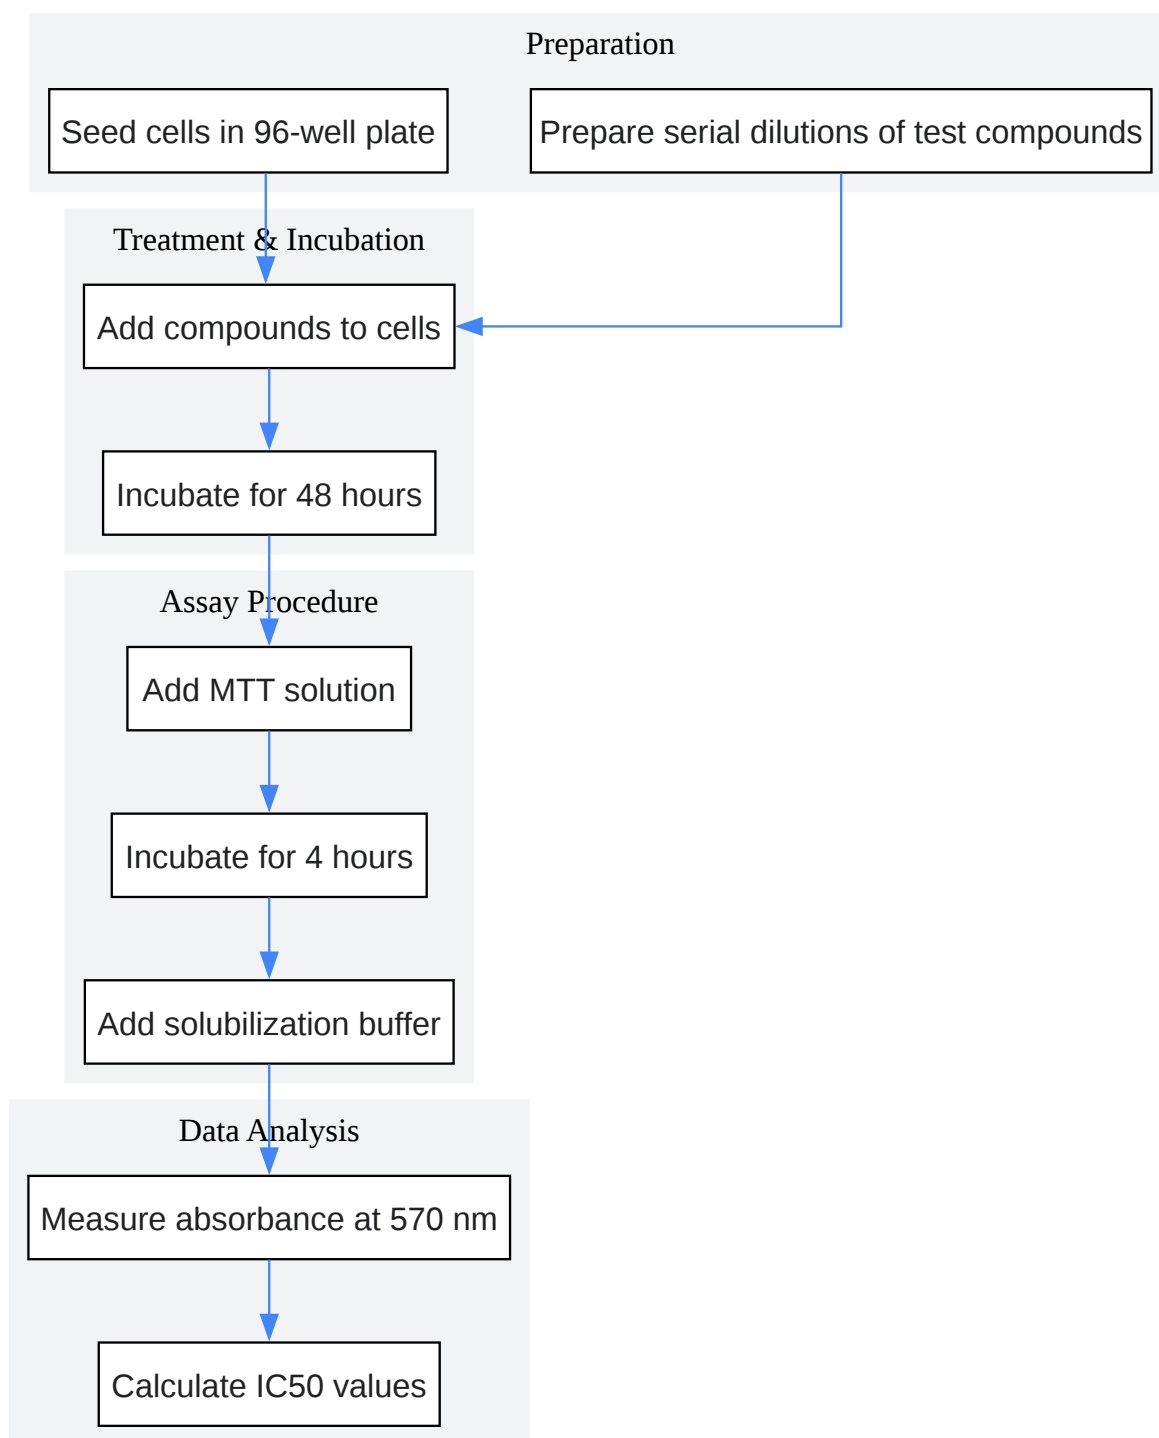 Preparation
Seed cells in 96-well plate
Prepare serial dilutions of test compounds
Treatment & Incubation
Add compounds to cells
Incubate for 48 hours
Assay Procedure
Add MTT solution
Incubate for 4 hours
Add solubilization buffer
Data Analysis
Measure absorbance at 570 nm
Calculate IC50 values